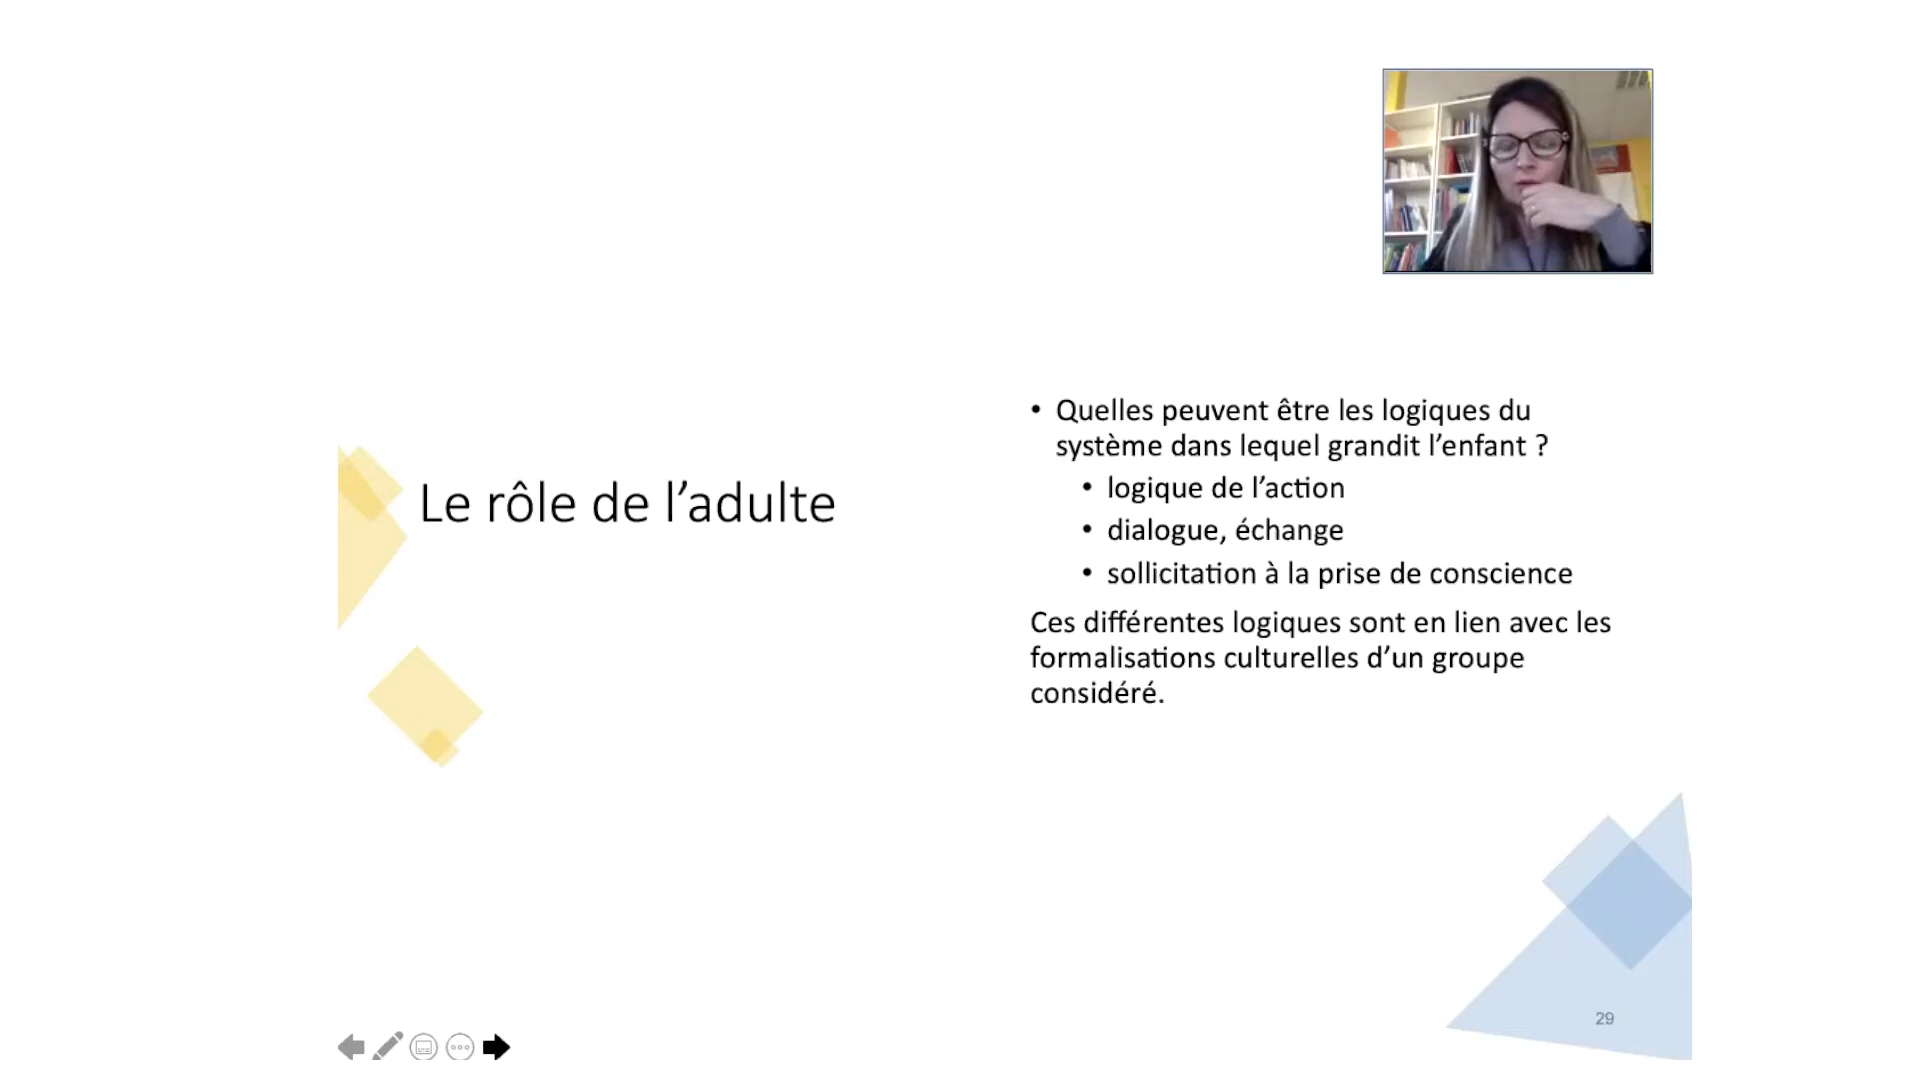 Le rôle de l’adulte
• Quelles peuvent être les logiques du
système dans lequel grandit l’enfant ?
• logique de l’action
• dialogue, échange
• sollicitation à la prise de conscience
Ces différentes logiques sont en lien avec les
formalisations culturelles d’un groupe
considéré.
29